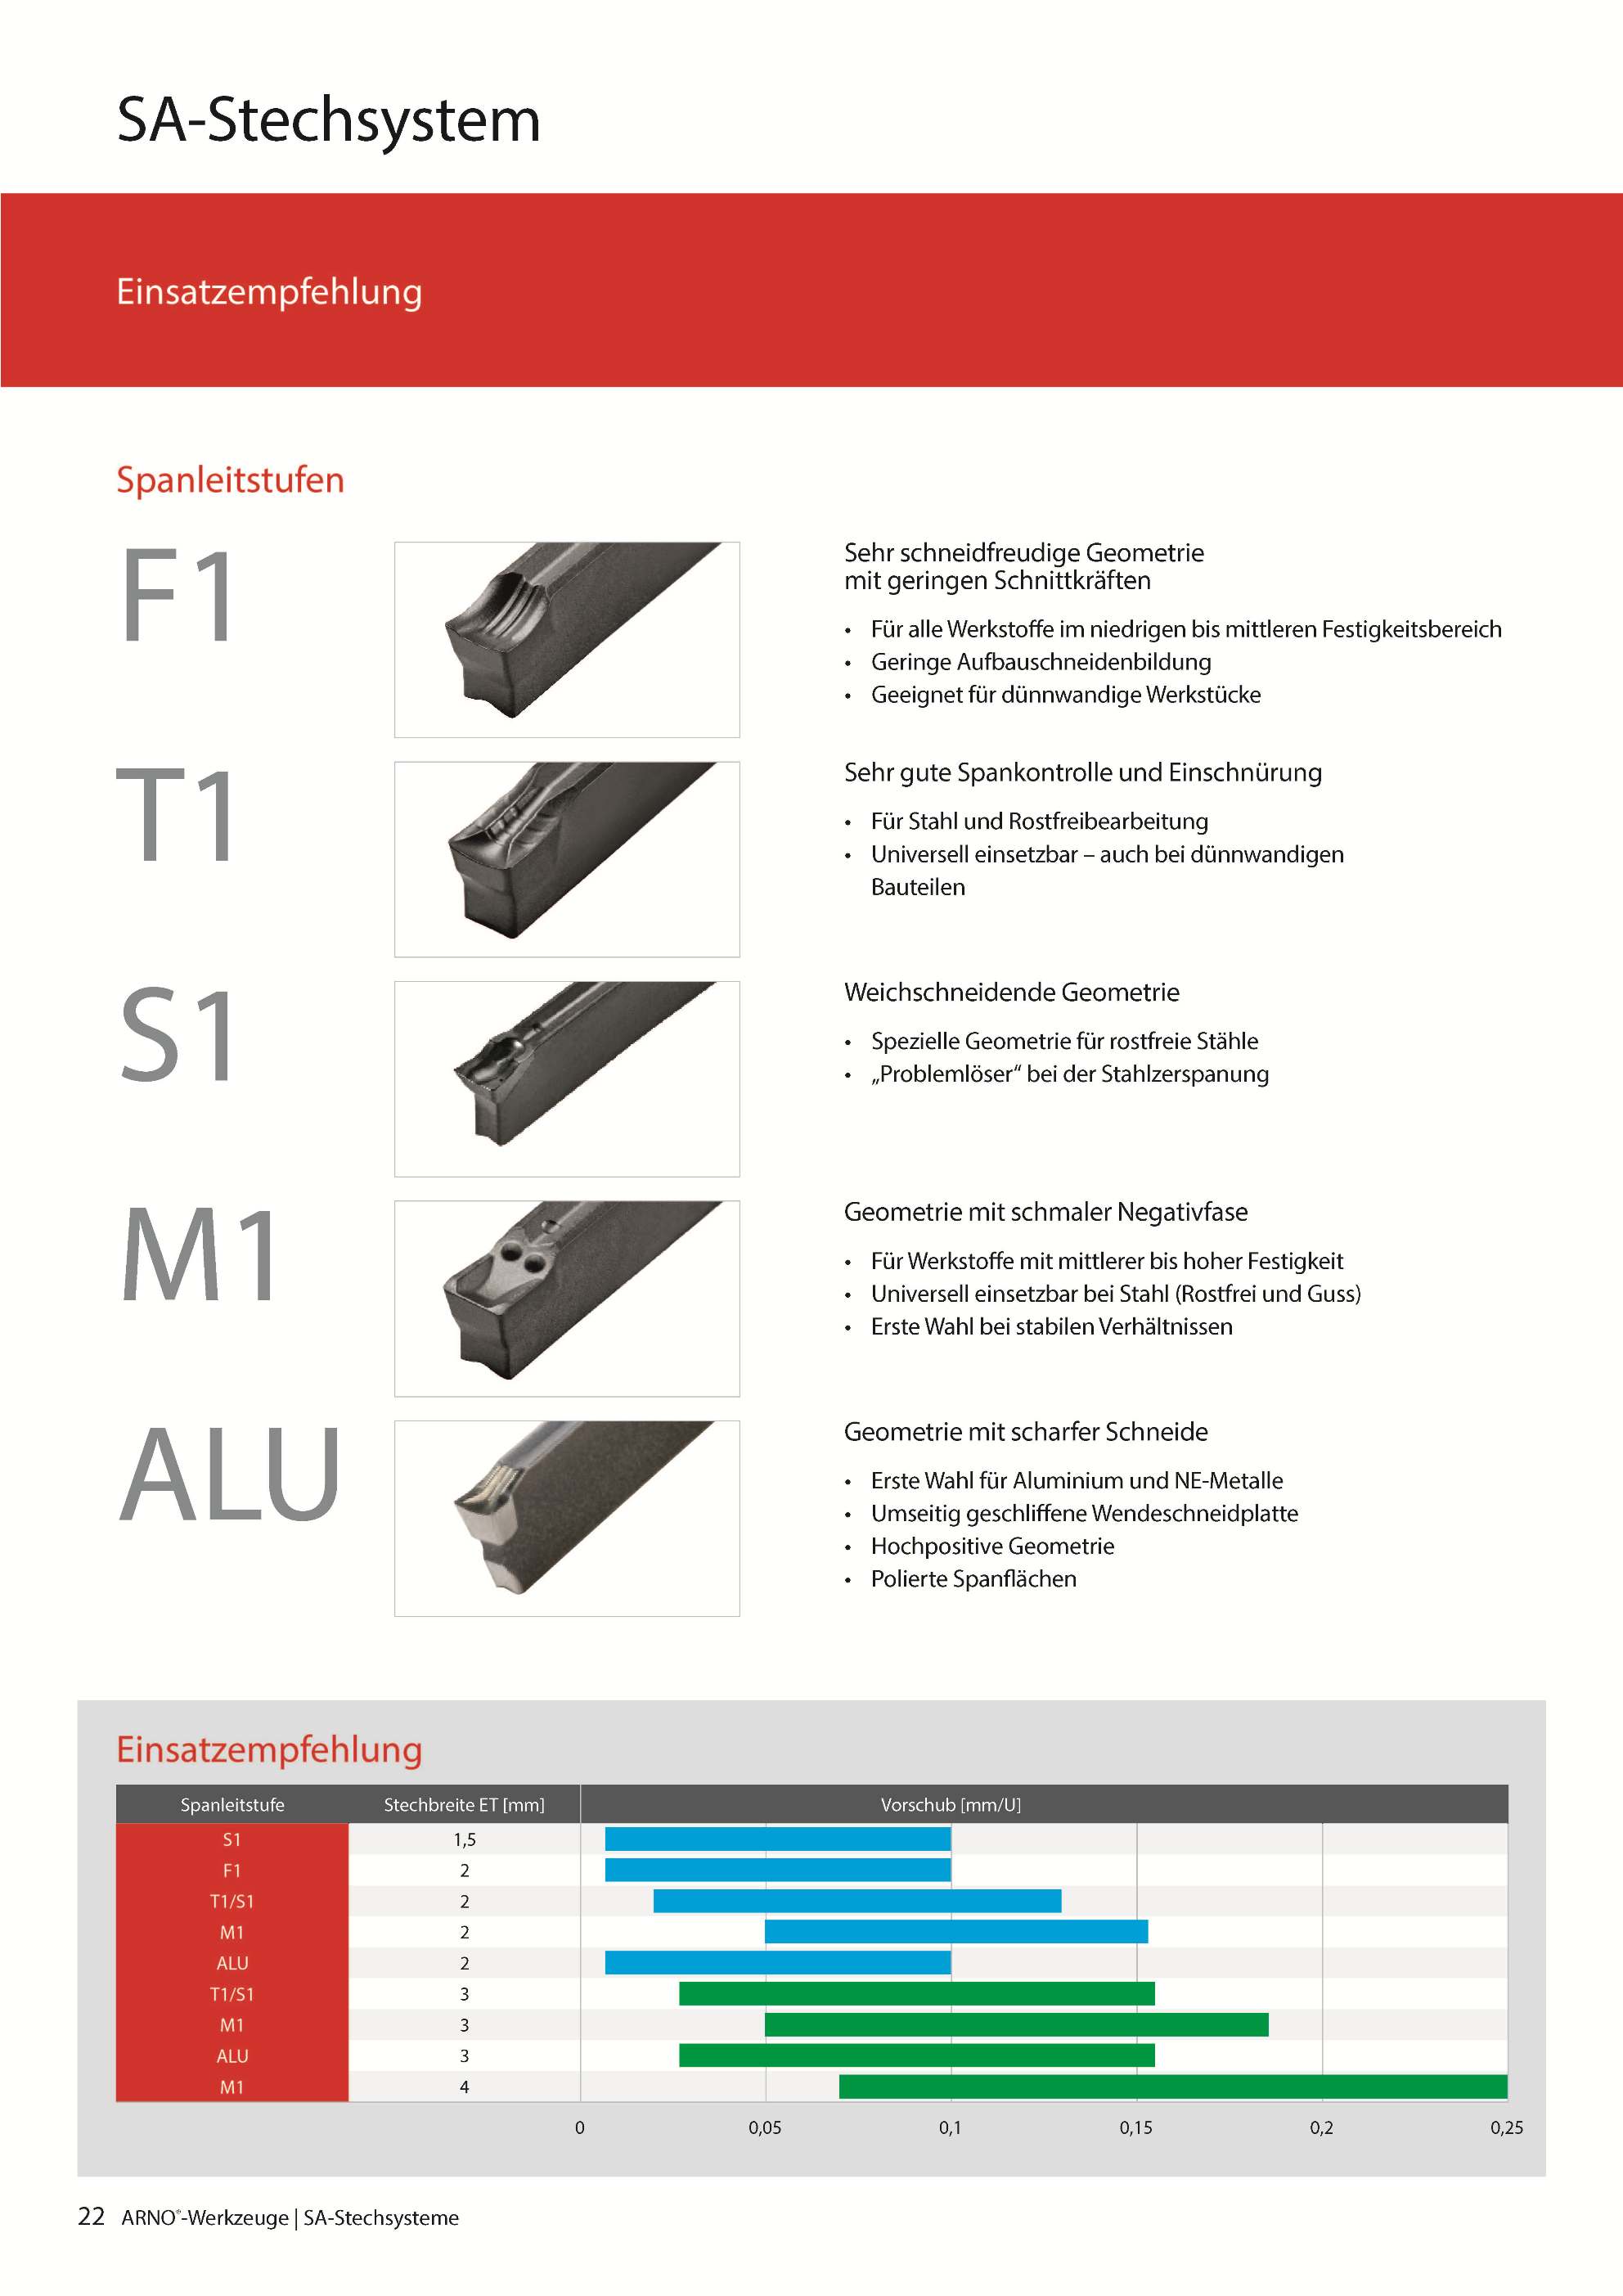 SA-Stechsystem
Einsatzempfehlung
Spanleitstufen
F1
Sehr schneidfreudige Geometrie
mit geringen Schnittkräften
• Für alle Werkstoffe im niedrigen bis mittleren Festigkeitsbereich
• Geringe Aufbauschneidenbildung
• Geeignet für dünnwandige Werkstücke
T1
Sehr gute Spankontrolle und Einschnürung
• Für Stahl und Rostfreibearbeitung
• Universell einsetzbar – auch bei dünnwandigen
Bauteilen
S1
Weichschneidende Geometrie
• Spezielle Geometrie für rostfreie Stähle
• „Problemlöser“ bei der Stahlzerspanung
M1
Geometrie mit schmaler Negativfase
• Für Werkstoffe mit mittlerer bis hoher Festigkeit
• Universell einsetzbar bei Stahl (Rostfrei und Guss)
• Erste Wahl bei stabilen Verhältnissen
ALU
Geometrie mit scharfer Schneide
• Erste Wahl für Aluminium und NE-Metalle
• Umseitig geschliffene Wendeschneidplatte
• Hochpositive Geometrie
• Polierte Spanflächen
Einsatzempfehlung
Spanleitstufe Stechbreite ET [mm] Vorschub [mm/U]
S1 1,5
F1 2
T1/S1 2
M1 2
ALU 2
T1/S1 3
M1 3
ALU 3
M1 4
0 0,05 0,1 0,15 0,2 0,25
22 ARNO®-Werkzeuge | SA-Stechsysteme